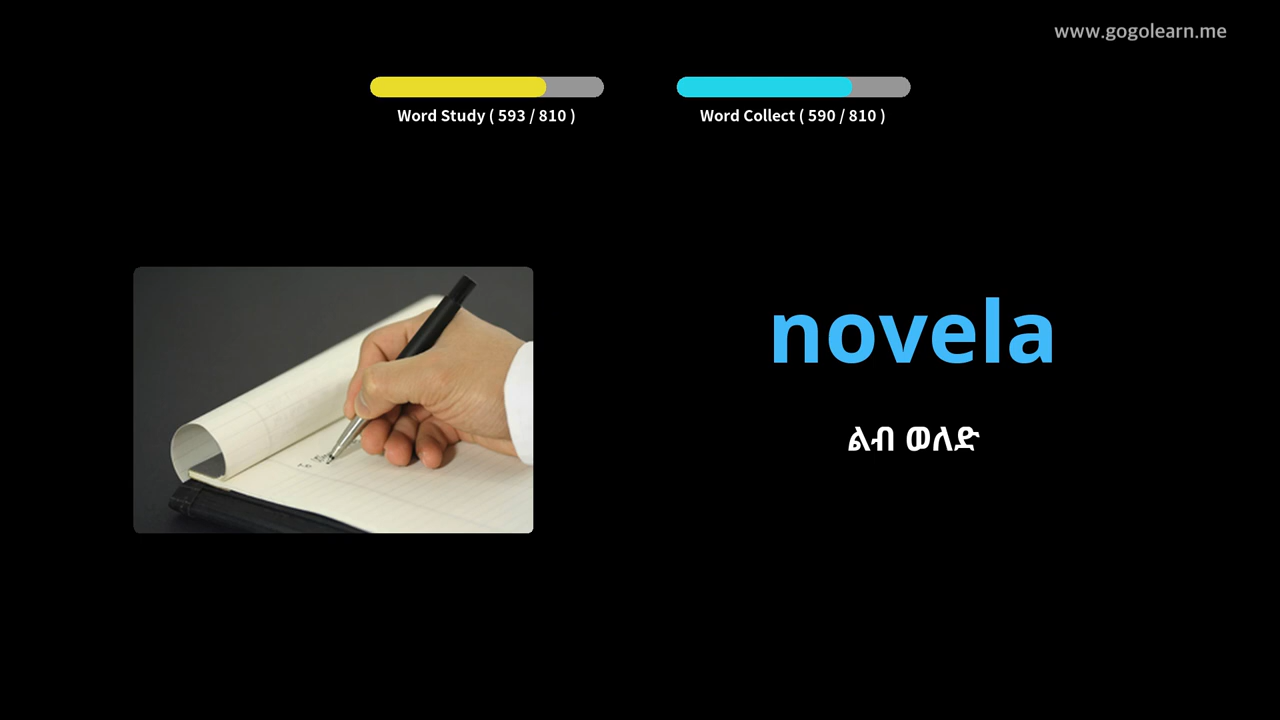 www.gogolearn.me
Word Study ( 593 / 810 )
Word Collect ( 590 / 810 )
novela
ልብ ወለድ